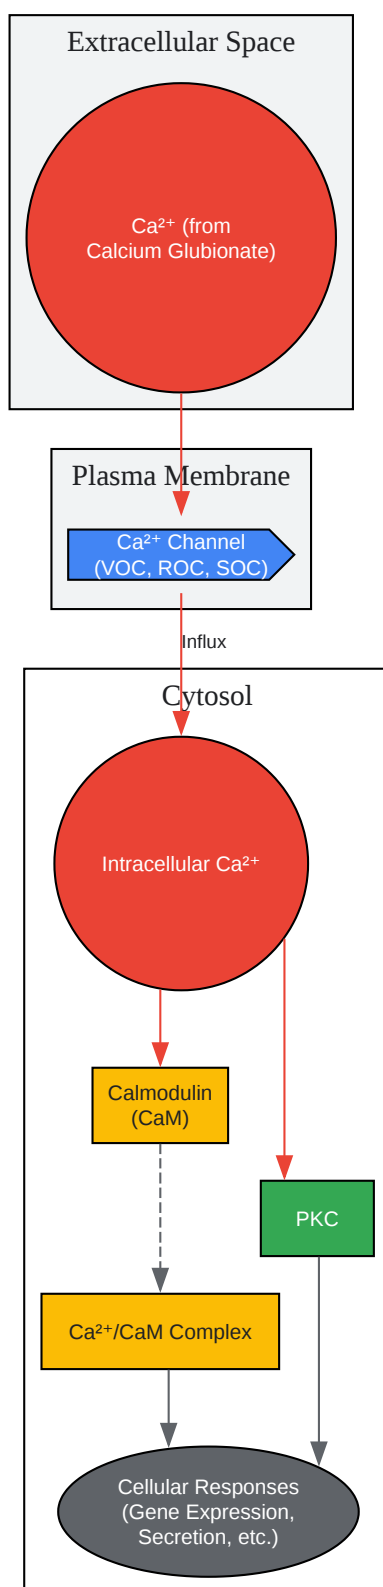 Extracellular Space
Ca²⁺ (from
Calcium Glubionate)
Plasma Membrane
Ca²⁺ Channel
(VOC, ROC, SOC)
Influx
Cytosol
Intracellular Ca²⁺
Calmodulin
(CaM)
PKC
Ca²⁺/CaM Complex
Cellular Responses
(Gene Expression,
Secretion, etc.)